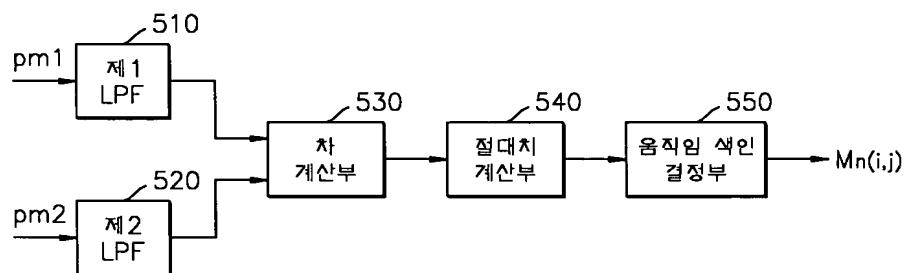 510
pm1
제1
LPF
530
540
550
차
계산부
절대치
계산부
움직임 색인
결정부
Mn(i,j)
520
pm2
제2
LPF